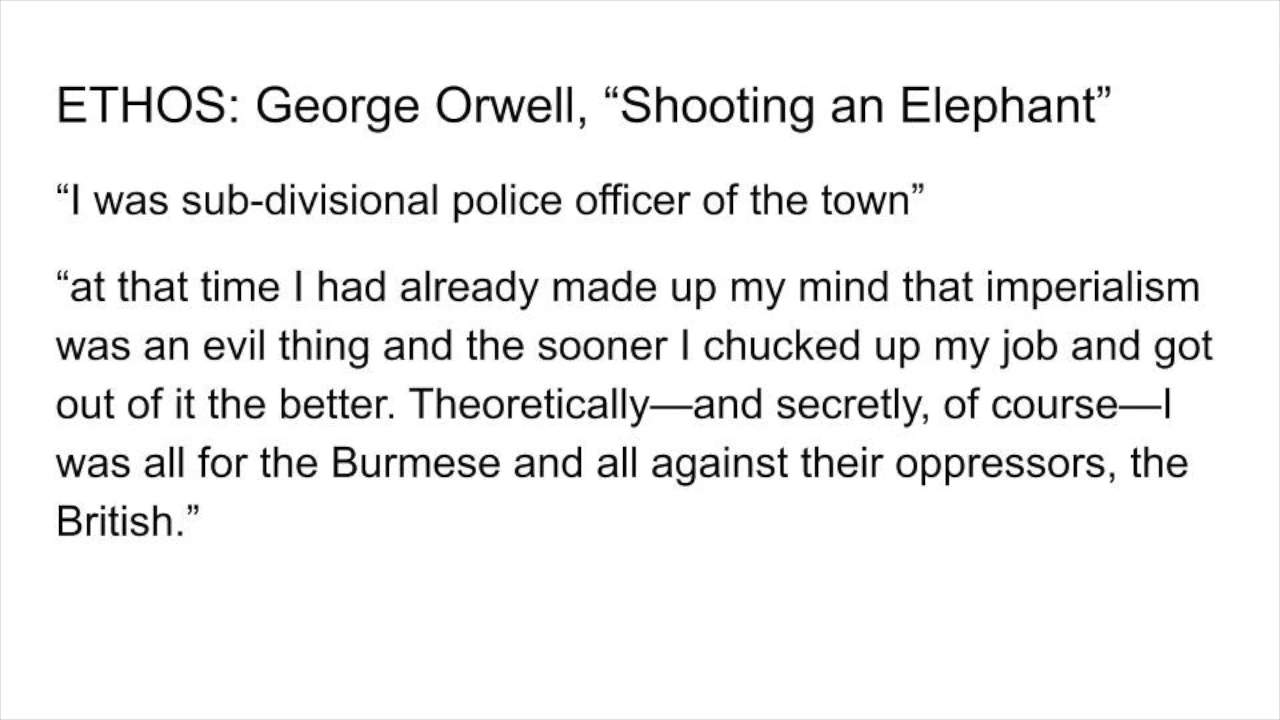 ETHOS: George Orwell, “Shooting an Elephant”
“I was sub-divisional police officer of the town”
“at that time I had already made up my mind that imperialism
was an evil thing and the sooner I chucked up my job and got
out of it the better. Theoretically—and secretly, of course—I
was all for the Burmese and all against their oppressors, the
British.”